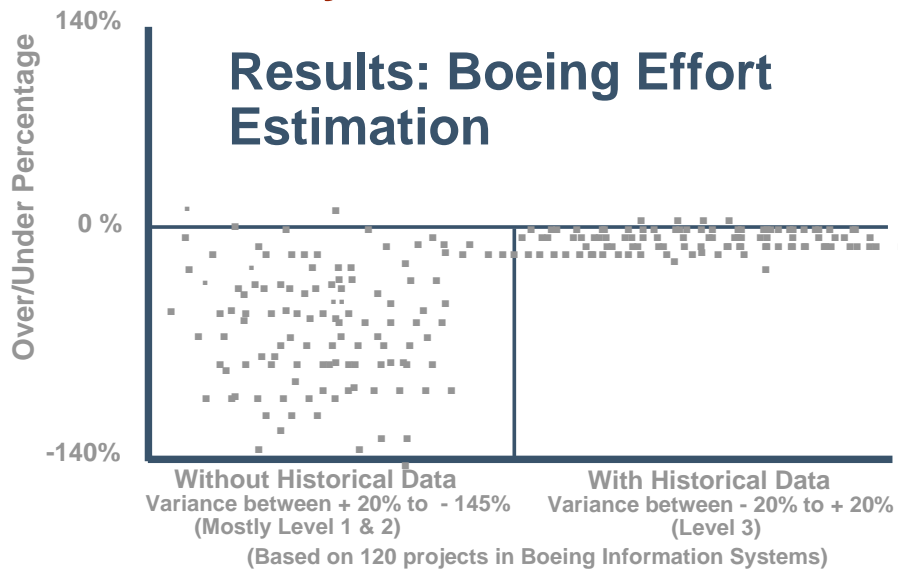 140%
Results: Boeing Effort
Estimation
Over/Under Percentage
0 %
-140%
Without Historical Data
Variance between + 20% to - 145%
(Mostly Level 1 & 2)
With Historical Data
Variance between - 20% to + 20%
(Level 3)
(Based on 120 projects in Boeing Information Systems)